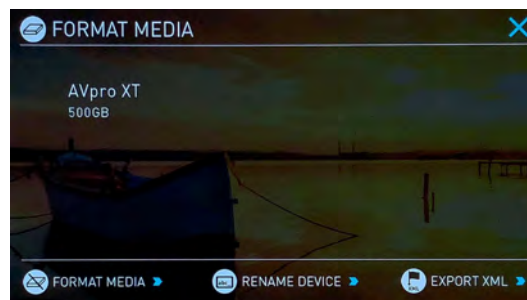 FORMAT MEDIA
AVpro XT
500GB
FORMAT MEDIA
RENAME DEVICE
EXPORT XML